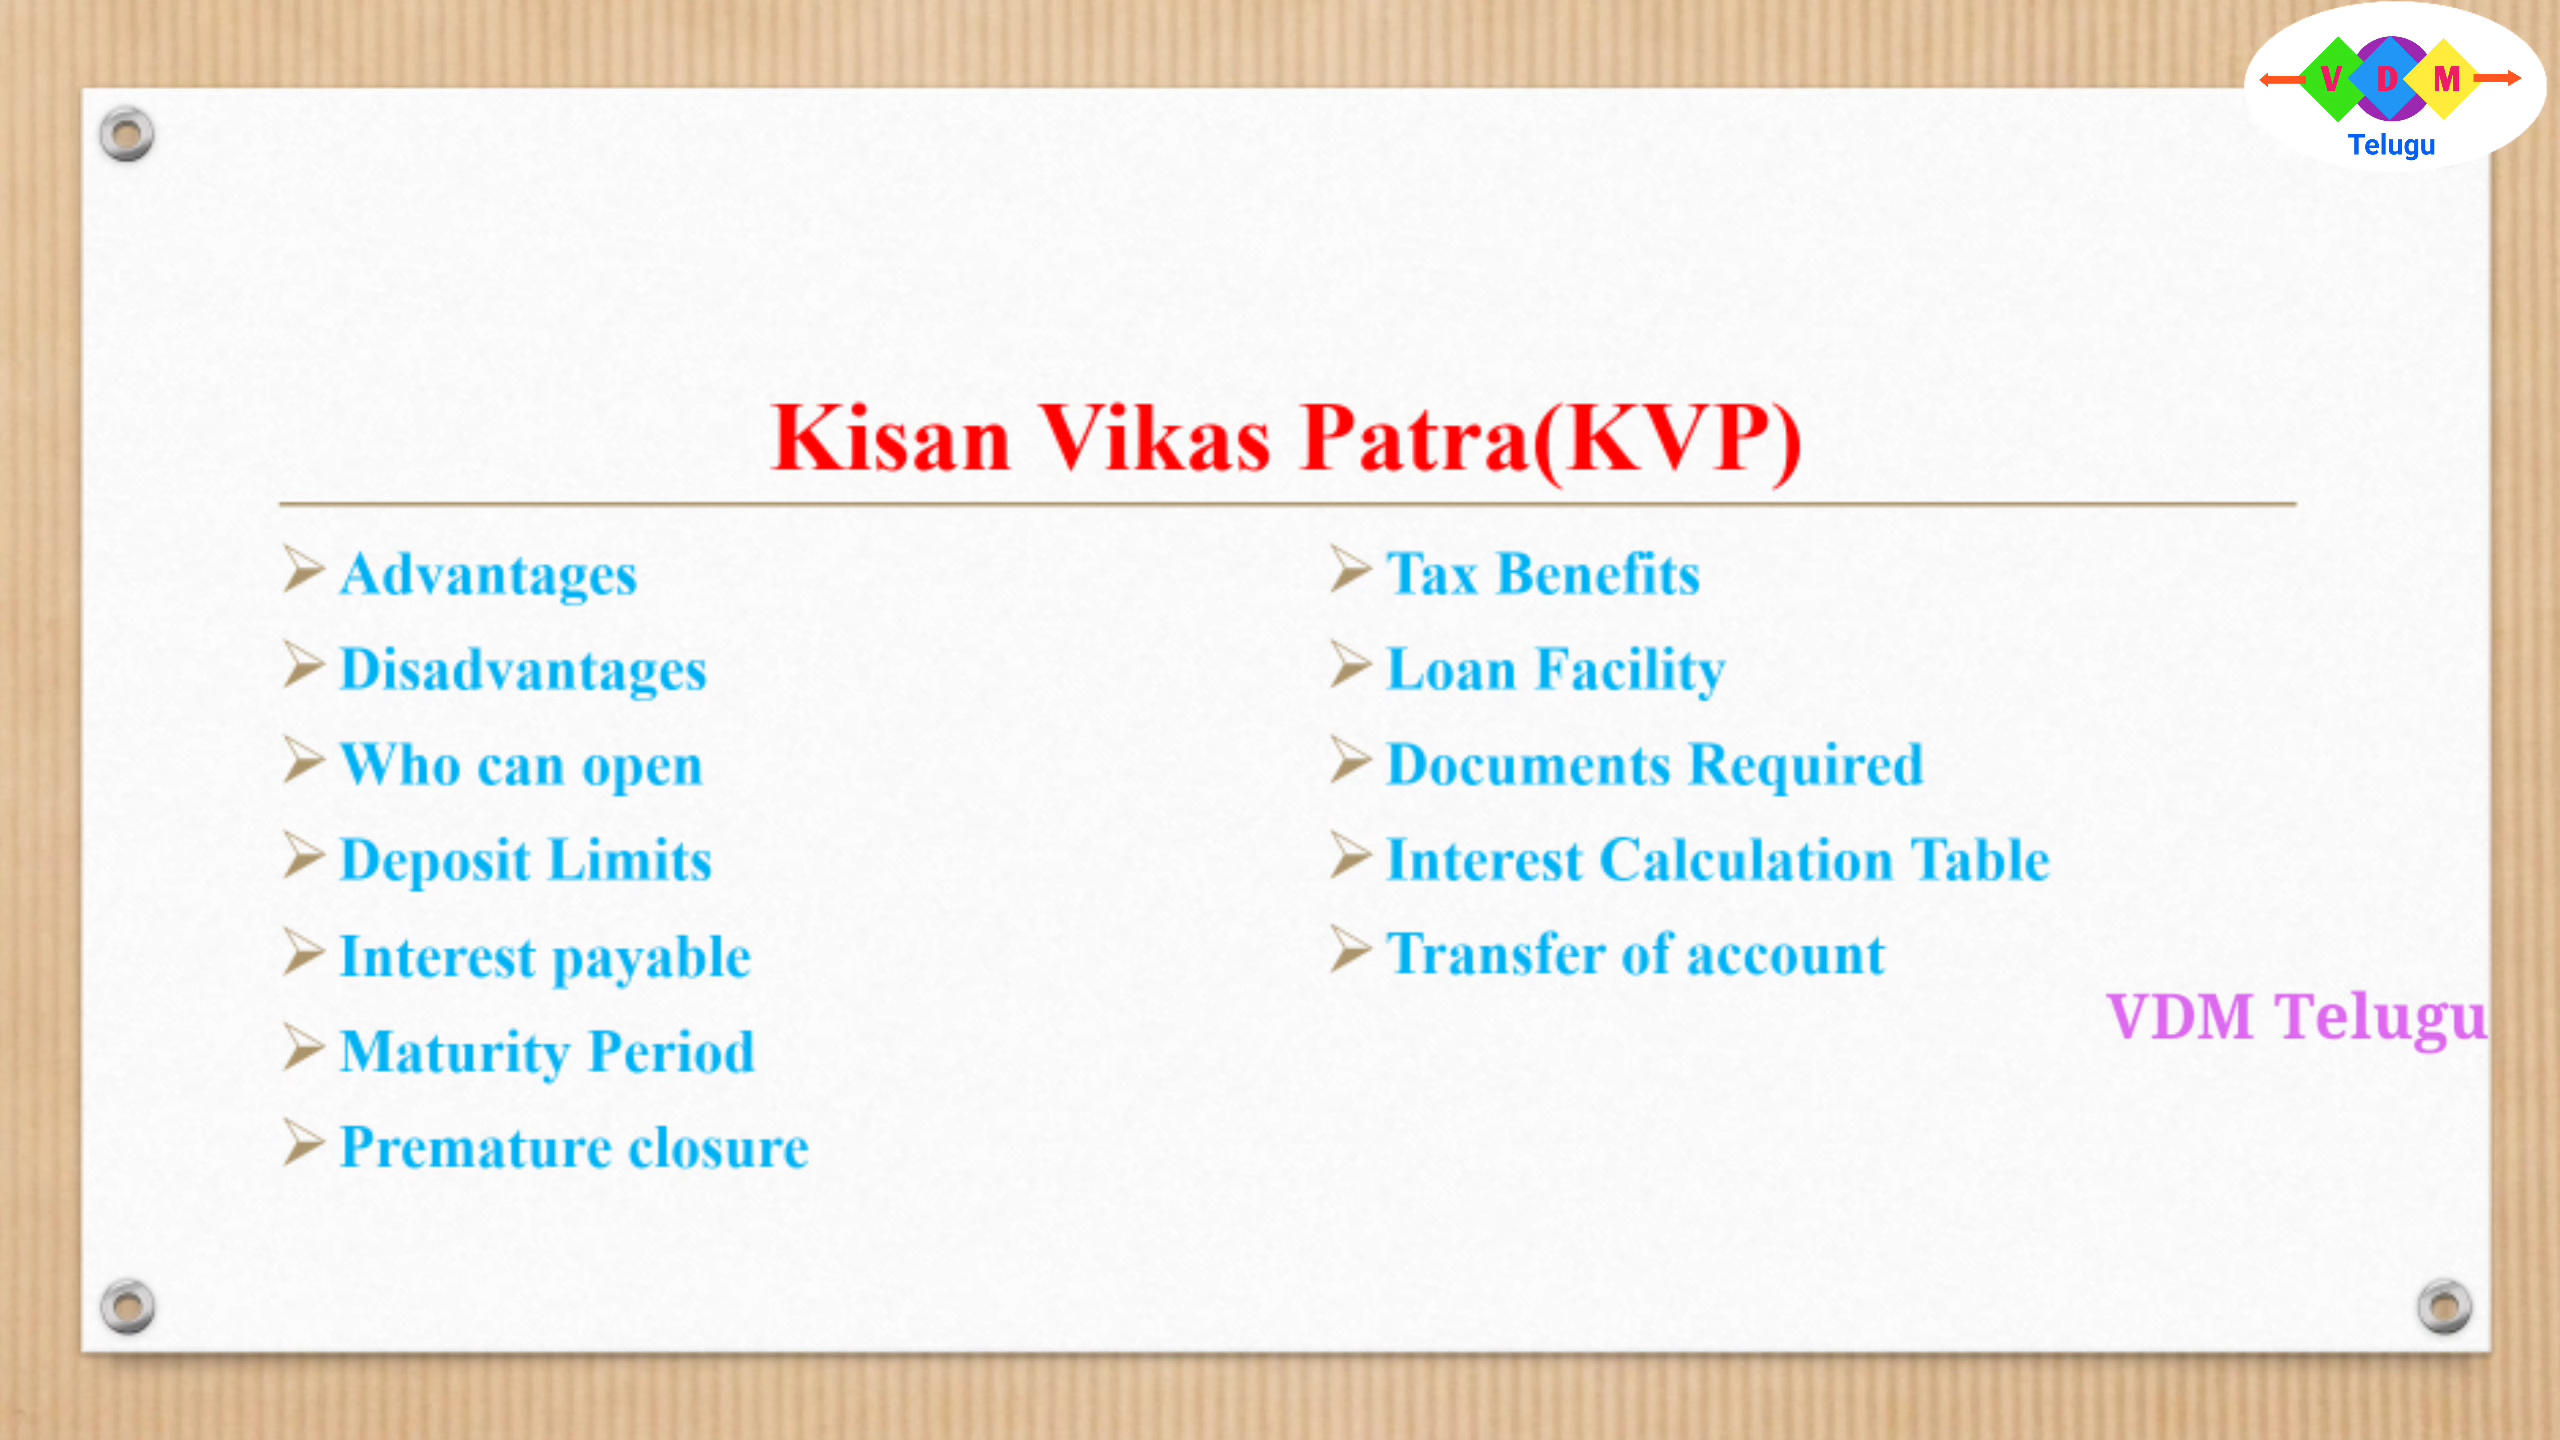 V D M
Telugu
Kisan Vikas Patra(KVP)
Advantages
Disadvantages
Who can open
Deposit Limits
Interest payable
Maturity Period
Premature closure
Tax Benefits
Loan Facility
Documents Required
Interest Calculation Table
Transfer of account
VDM Telugu